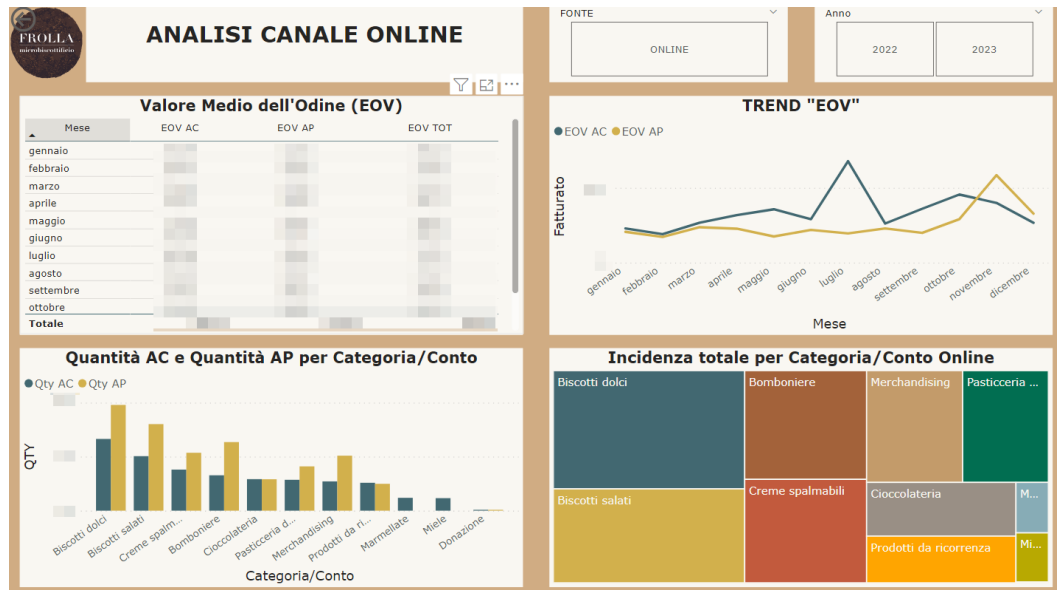 FROLLA
microbiscottificio
ANALISI CANALE ONLINE
FONTE
ONLINE
Anno
2022
2023
Valore Medio dell'Odine (EOV)
Mese EOV AC EOV AP EOV TOT
gennaio
febbraio
marzo
aprile
maggio
giugno
luglio
agosto
settembre
ottobre
Totale
TREND "EOV"
EOV AC EOV AP
Fatturato
gennaio febbraio marzo aprile maggio giugno luglio agosto settembre ottobre novembre dicembre
Mese
Quantità AC e Quantità AP per Categoria/Conto
Qty AC Qty AP
QTY
Biscotti dolci Biscotti salati Creme spalm... Bomboniere Cioccolateria Pasticceria d... Merchandising Prodotti da ri... Marmellate Miele Donazione
Categoria/Conto
Incidenza totale per Categoria/Conto Online
Biscotti dolci
Bomboniere
Merchandising
Pasticceria ...
Biscotti salati
Creme spalmabili
Cioccolateria
M...
Prodotti da ricorrenza
Mi...